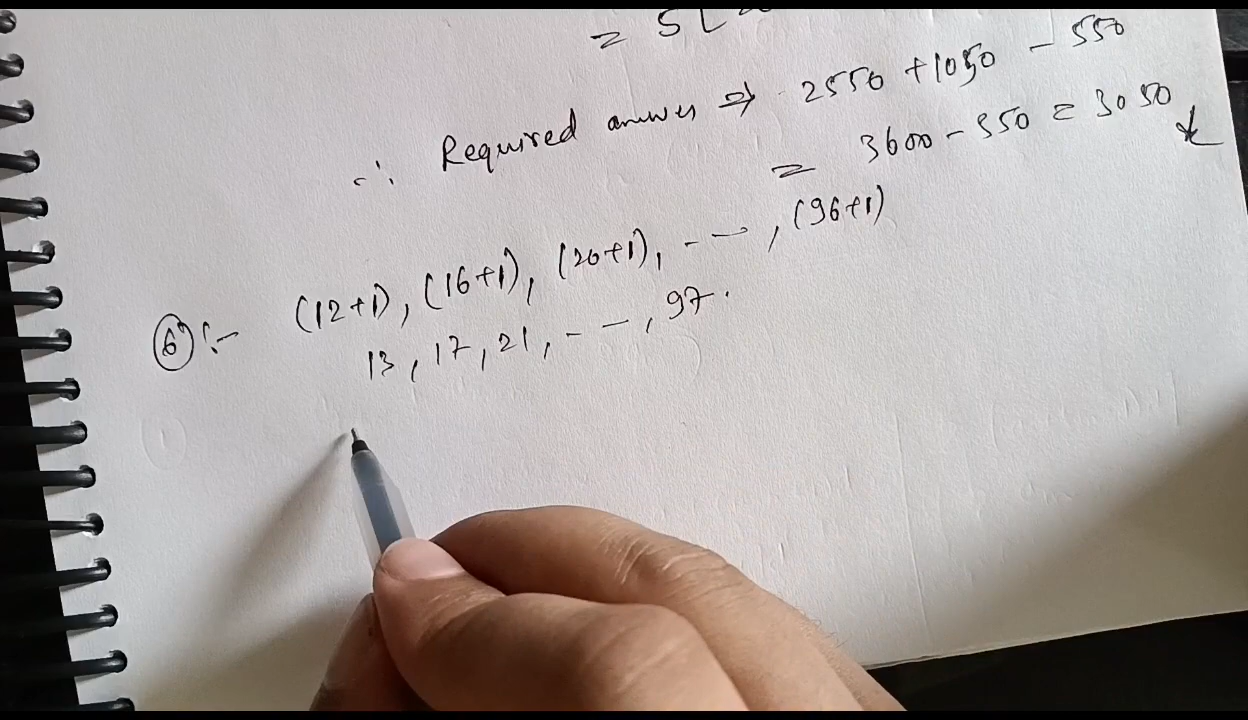 = 5[
∴ Required answer ⇒ 2550 + 1050 - 550
= 3600 - 550 = 3050
⑥:- (12+1), (16+1), (20+1), - - , (96+1)
13, 17, 21, - - , 97.